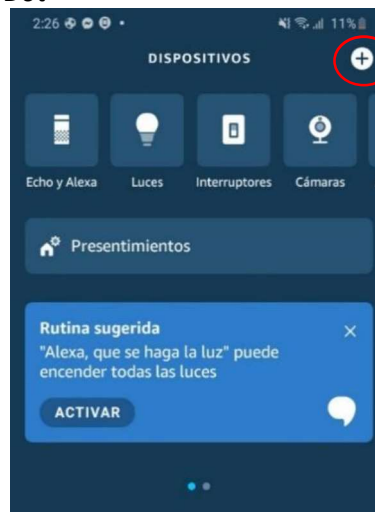 2:26 11%
DISPOSITIVOS
Echo y Alexa Luces Interruptores Cámaras
Presentimientos
Rutina sugerida
"Alexa, que se haga la luz" puede
encender todas las luces
ACTIVAR